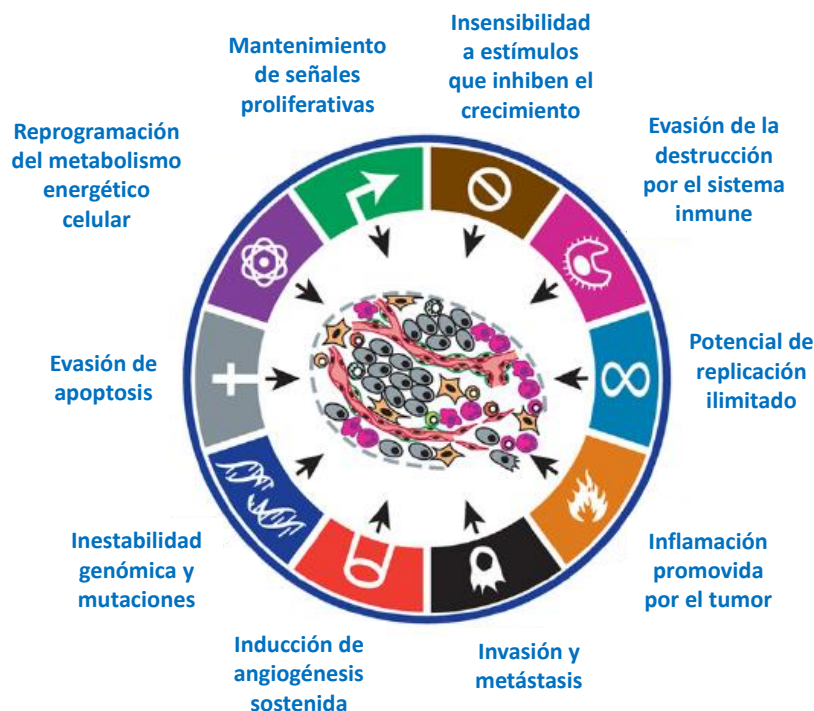 Mantenimiento
de señales
proliferativas
Insensibilidad
a estímulos
que inhiben el
crecimiento
Evasión de la
destrucción
por el sistema
inmune
Potencial de
replicación
ilimitado
Inflamación
promovida
por el tumor
Invasión y
metástasis
Inducción de
angiogénesis
sostenida
Inestabilidad
genómica y
mutaciones
Evasión de
apoptosis
Reprogramación
del metabolismo
energético
celular